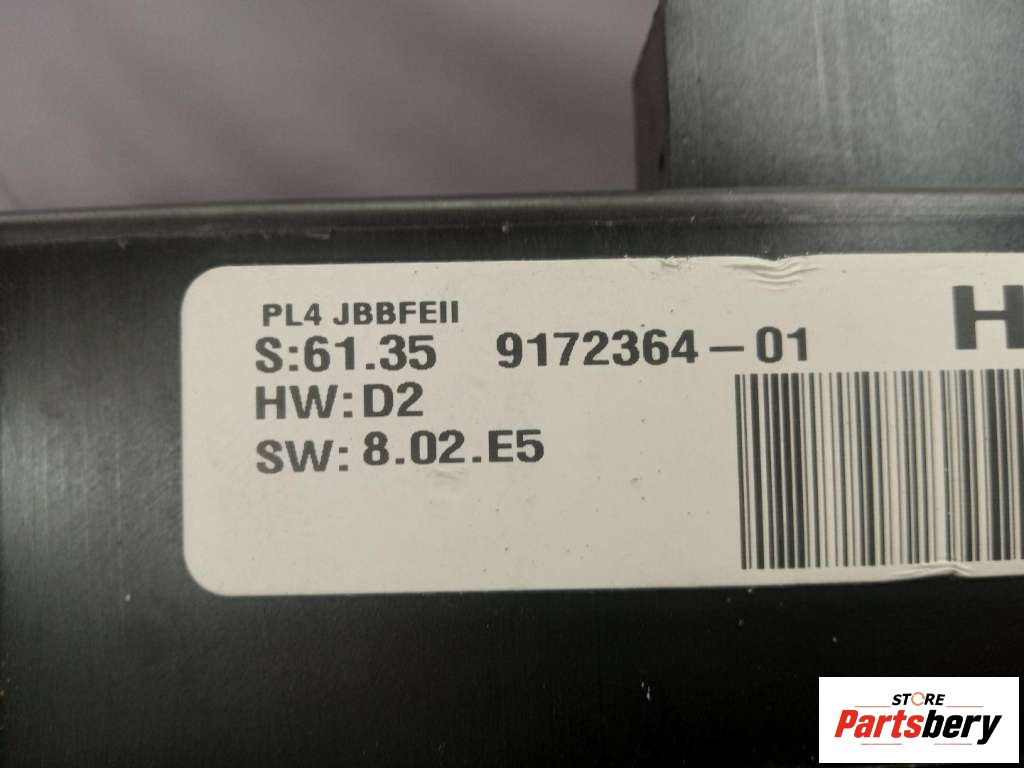 PL4 JBBFEII
S:61.35 9172364-01 H
HW: D2
SW: 8.02.E5
STORE
Partsbery